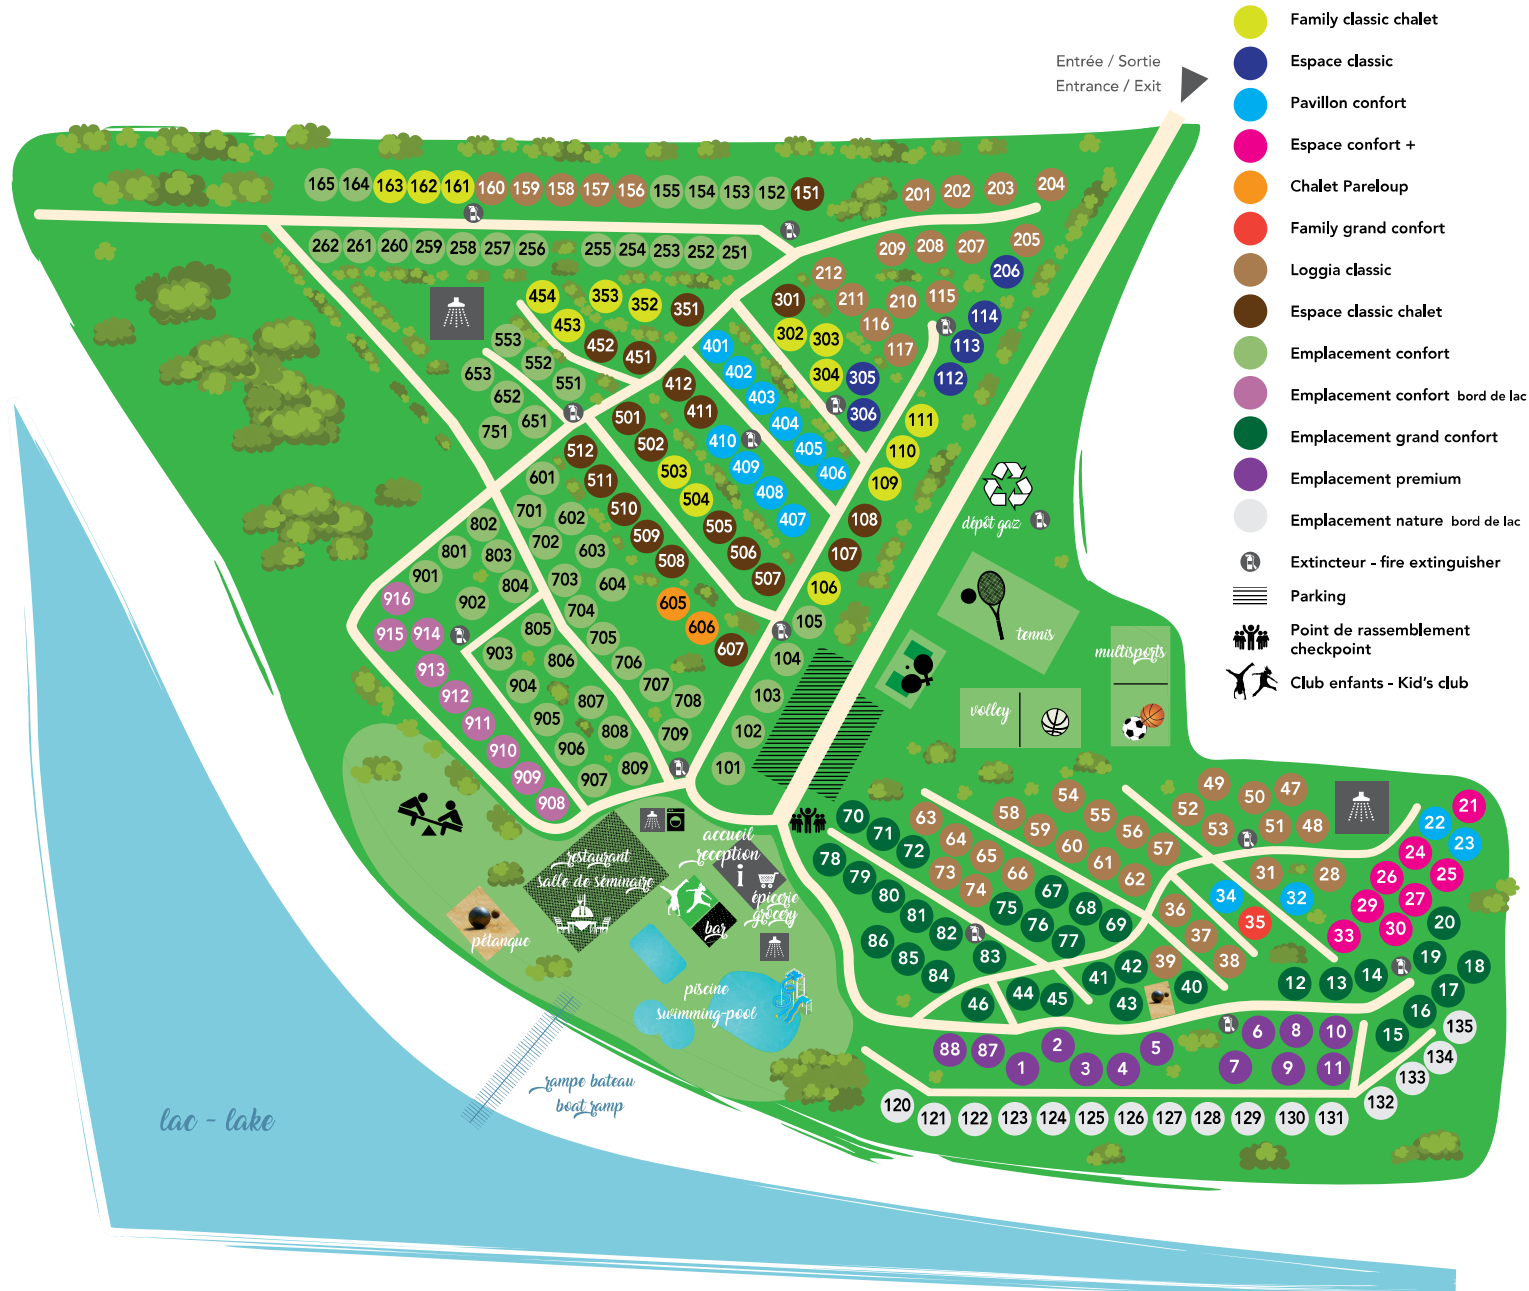 Entrée / Sortie
Entrance / Exit
Family classic chalet
Espace classic
Pavillon confort
Espace confort +
Chalet Pareloup
Family grand confort
Loggia classic
Espace classic chalet
Emplacement confort
Emplacement confort bord de lac
Emplacement grand confort
Emplacement premium
Emplacement nature bord de lac
Extincteur - fire extinguisher
Parking
Point de rassemblement
checkpoint
Club enfants - Kid's club
165 164 163 162 161 160 159 158 157 156 155 154 153 152 151
201 202 203 204
262 261 260 259 258 257 256 255 254 253 252 251
209 208 207 205
206
212 211 210 115 114
116 117 113 112
454 353 352 351 301
453 452 451
302 303 304 305 306
553 552 551
653 652 651
751
401 402 403 404 405 406
412 411 410 409 408 407
111 110 109 108 107 106
501 502 503 504 505 506 507
512 511 510 509 508
601 602 603 604 605 606 607
701 702 703 704 705 706 707 708 709
802 801 803 804 805 806 807 808 809
901 902 903 904 905 906 907
916 915 914 913 912 911 910 909 908
105 104 103 102 101
dépôt gaz
tennis
multisports
volley
restaurant
salle de séminaire
accueil
reception
i
épicerie
grocery
bar
pétanque
piscine
swimming-pool
rampe bateau
boat ramp
lac - lake
70 71 72
63 64 65 66
73 74 75 76 77
67 68 69
58 59 60 61 62
54 55 56 57
49 50 47
52 53 51 48
78 79 80 81 82 83
86 85 84
21 22 23 24 25 26 27 29 30 33
31 28
34 32 35
36 37 38 39 40
41 42 43
46 44 45
20 19 18 17 16 15
12 13 14
88 87 1 2 3 4 5
6 8 10
7 9 11
120 121 122 123 124 125 126 127 128 129 130 131 132 133 134 135